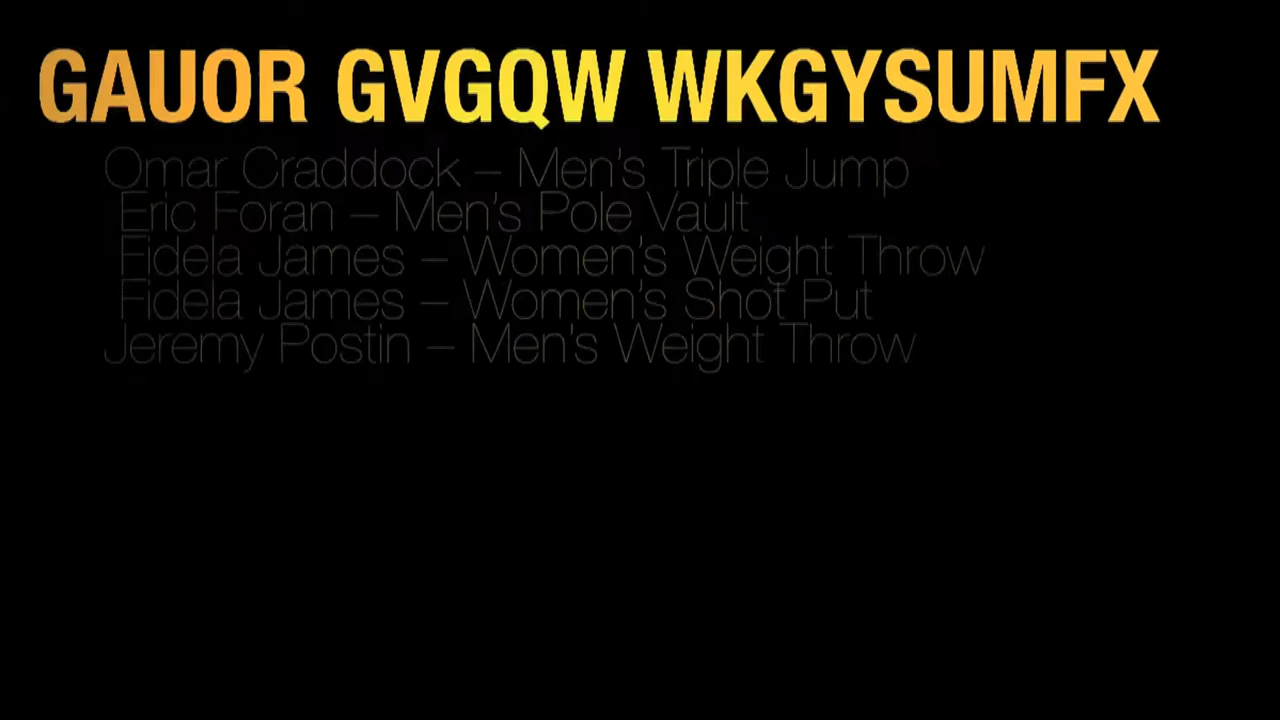 GAUOR GVGQW WKGYSUMFX
Omar Craddock – Men's Triple Jump
Eric Foran – Men's Pole Vault
Fidela James – Women's Weight Throw
Fidela James – Women's Shot Put
Jeremy Postin – Men's Weight Throw